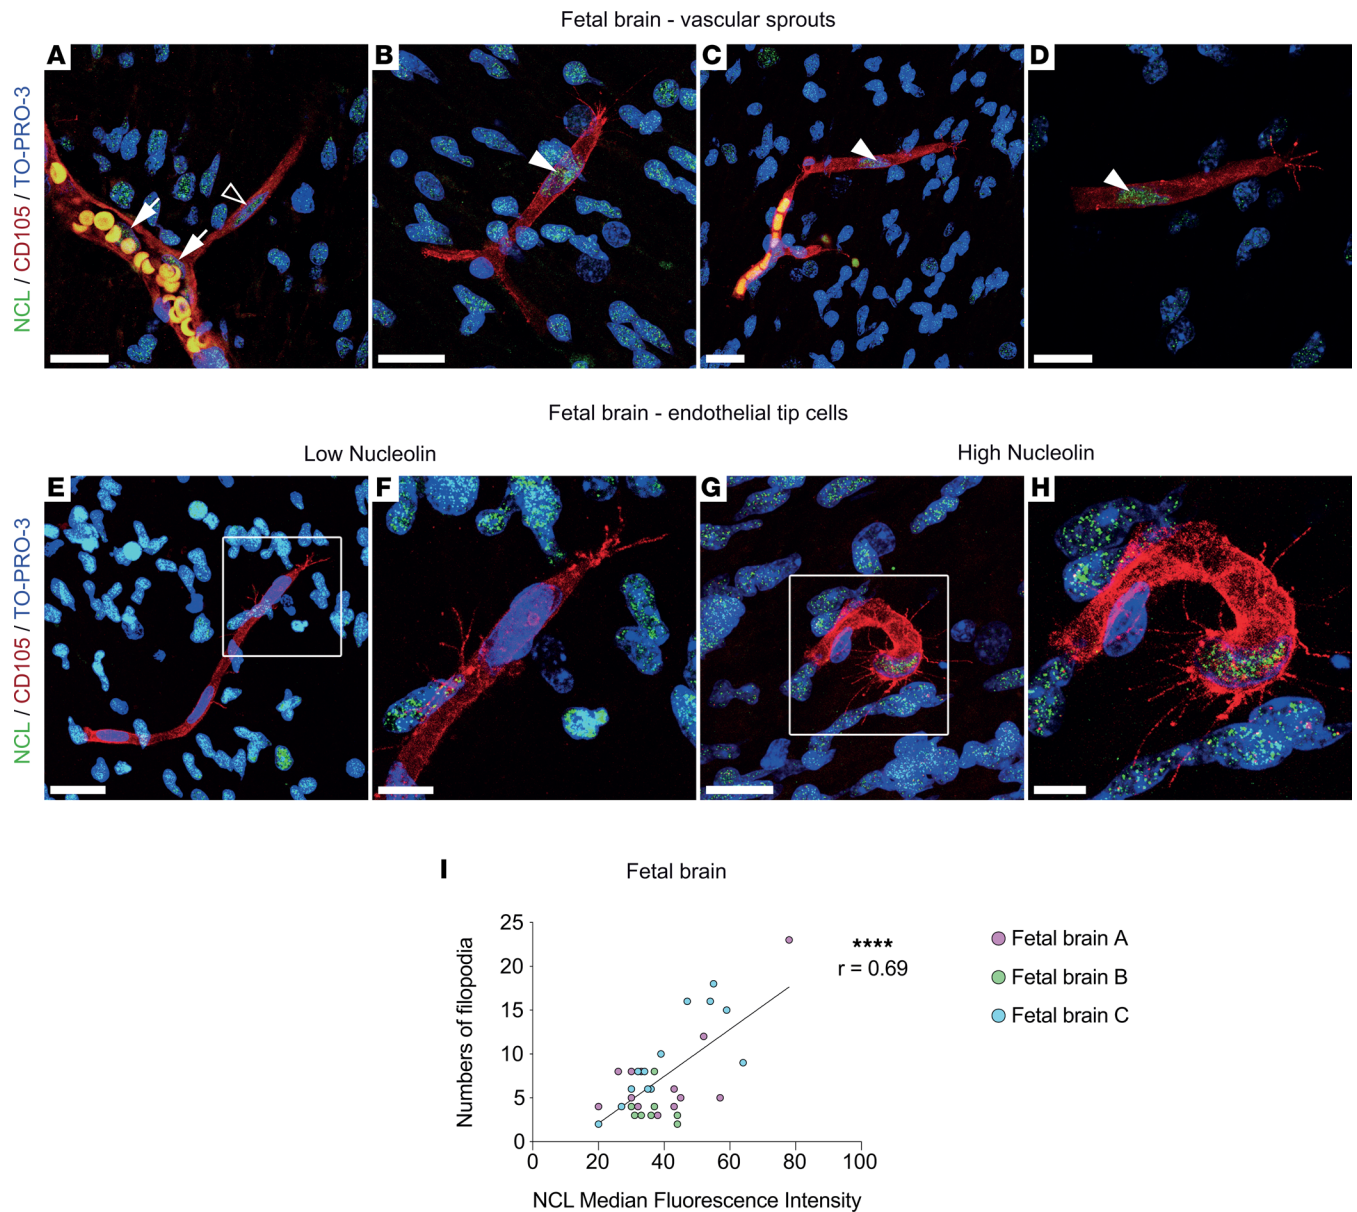 Fetal brain - vascular sprouts
A
B
C
D
NCL / CD105 / TO-PRO-3
Fetal brain - endothelial tip cells
Low Nucleolin
High Nucleolin
E
F
G
H
NCL / CD105 / TO-PRO-3
I
Fetal brain
Numbers of filopodia
25
20
15
10
5
0
0
20
40
60
80
100
NCL Median Fluorescence Intensity
****
r = 0.69
Fetal brain A
Fetal brain B
Fetal brain C